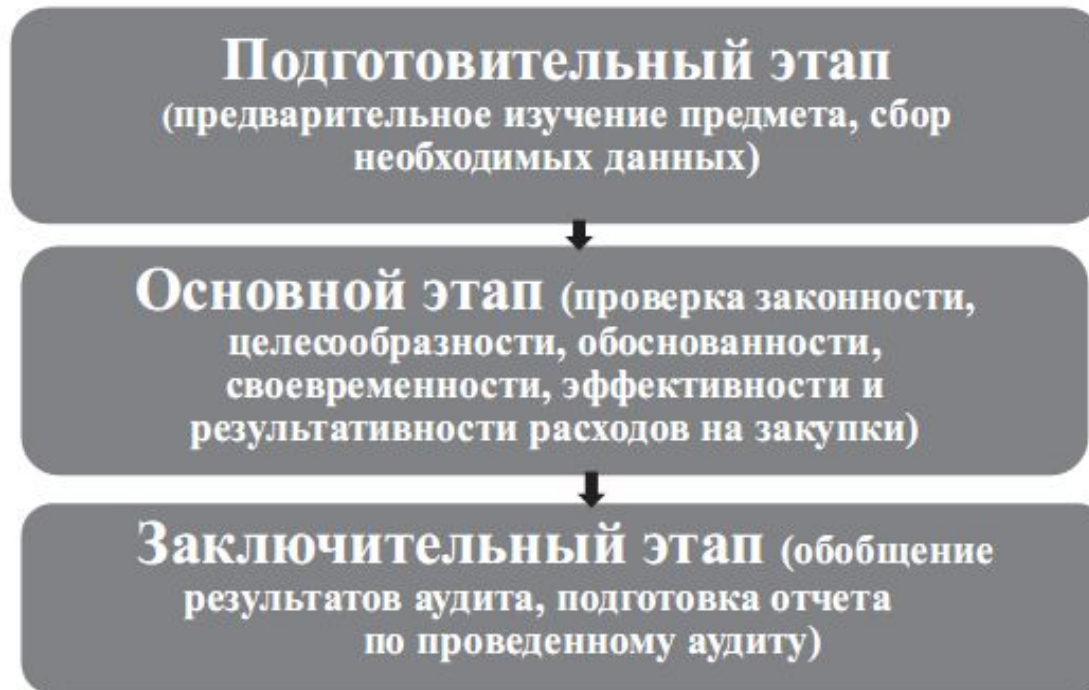 Подготовительный этап
(предварительное изучение предмета, сбор
необходимых данных)
Основной этап (проверка законности,
целесообразности, обоснованности,
своевременности, эффективности и
результативности расходов на закупки)
Заключительный этап (обобщение
результатов аудита, подготовка отчета
по проведенному аудиту)